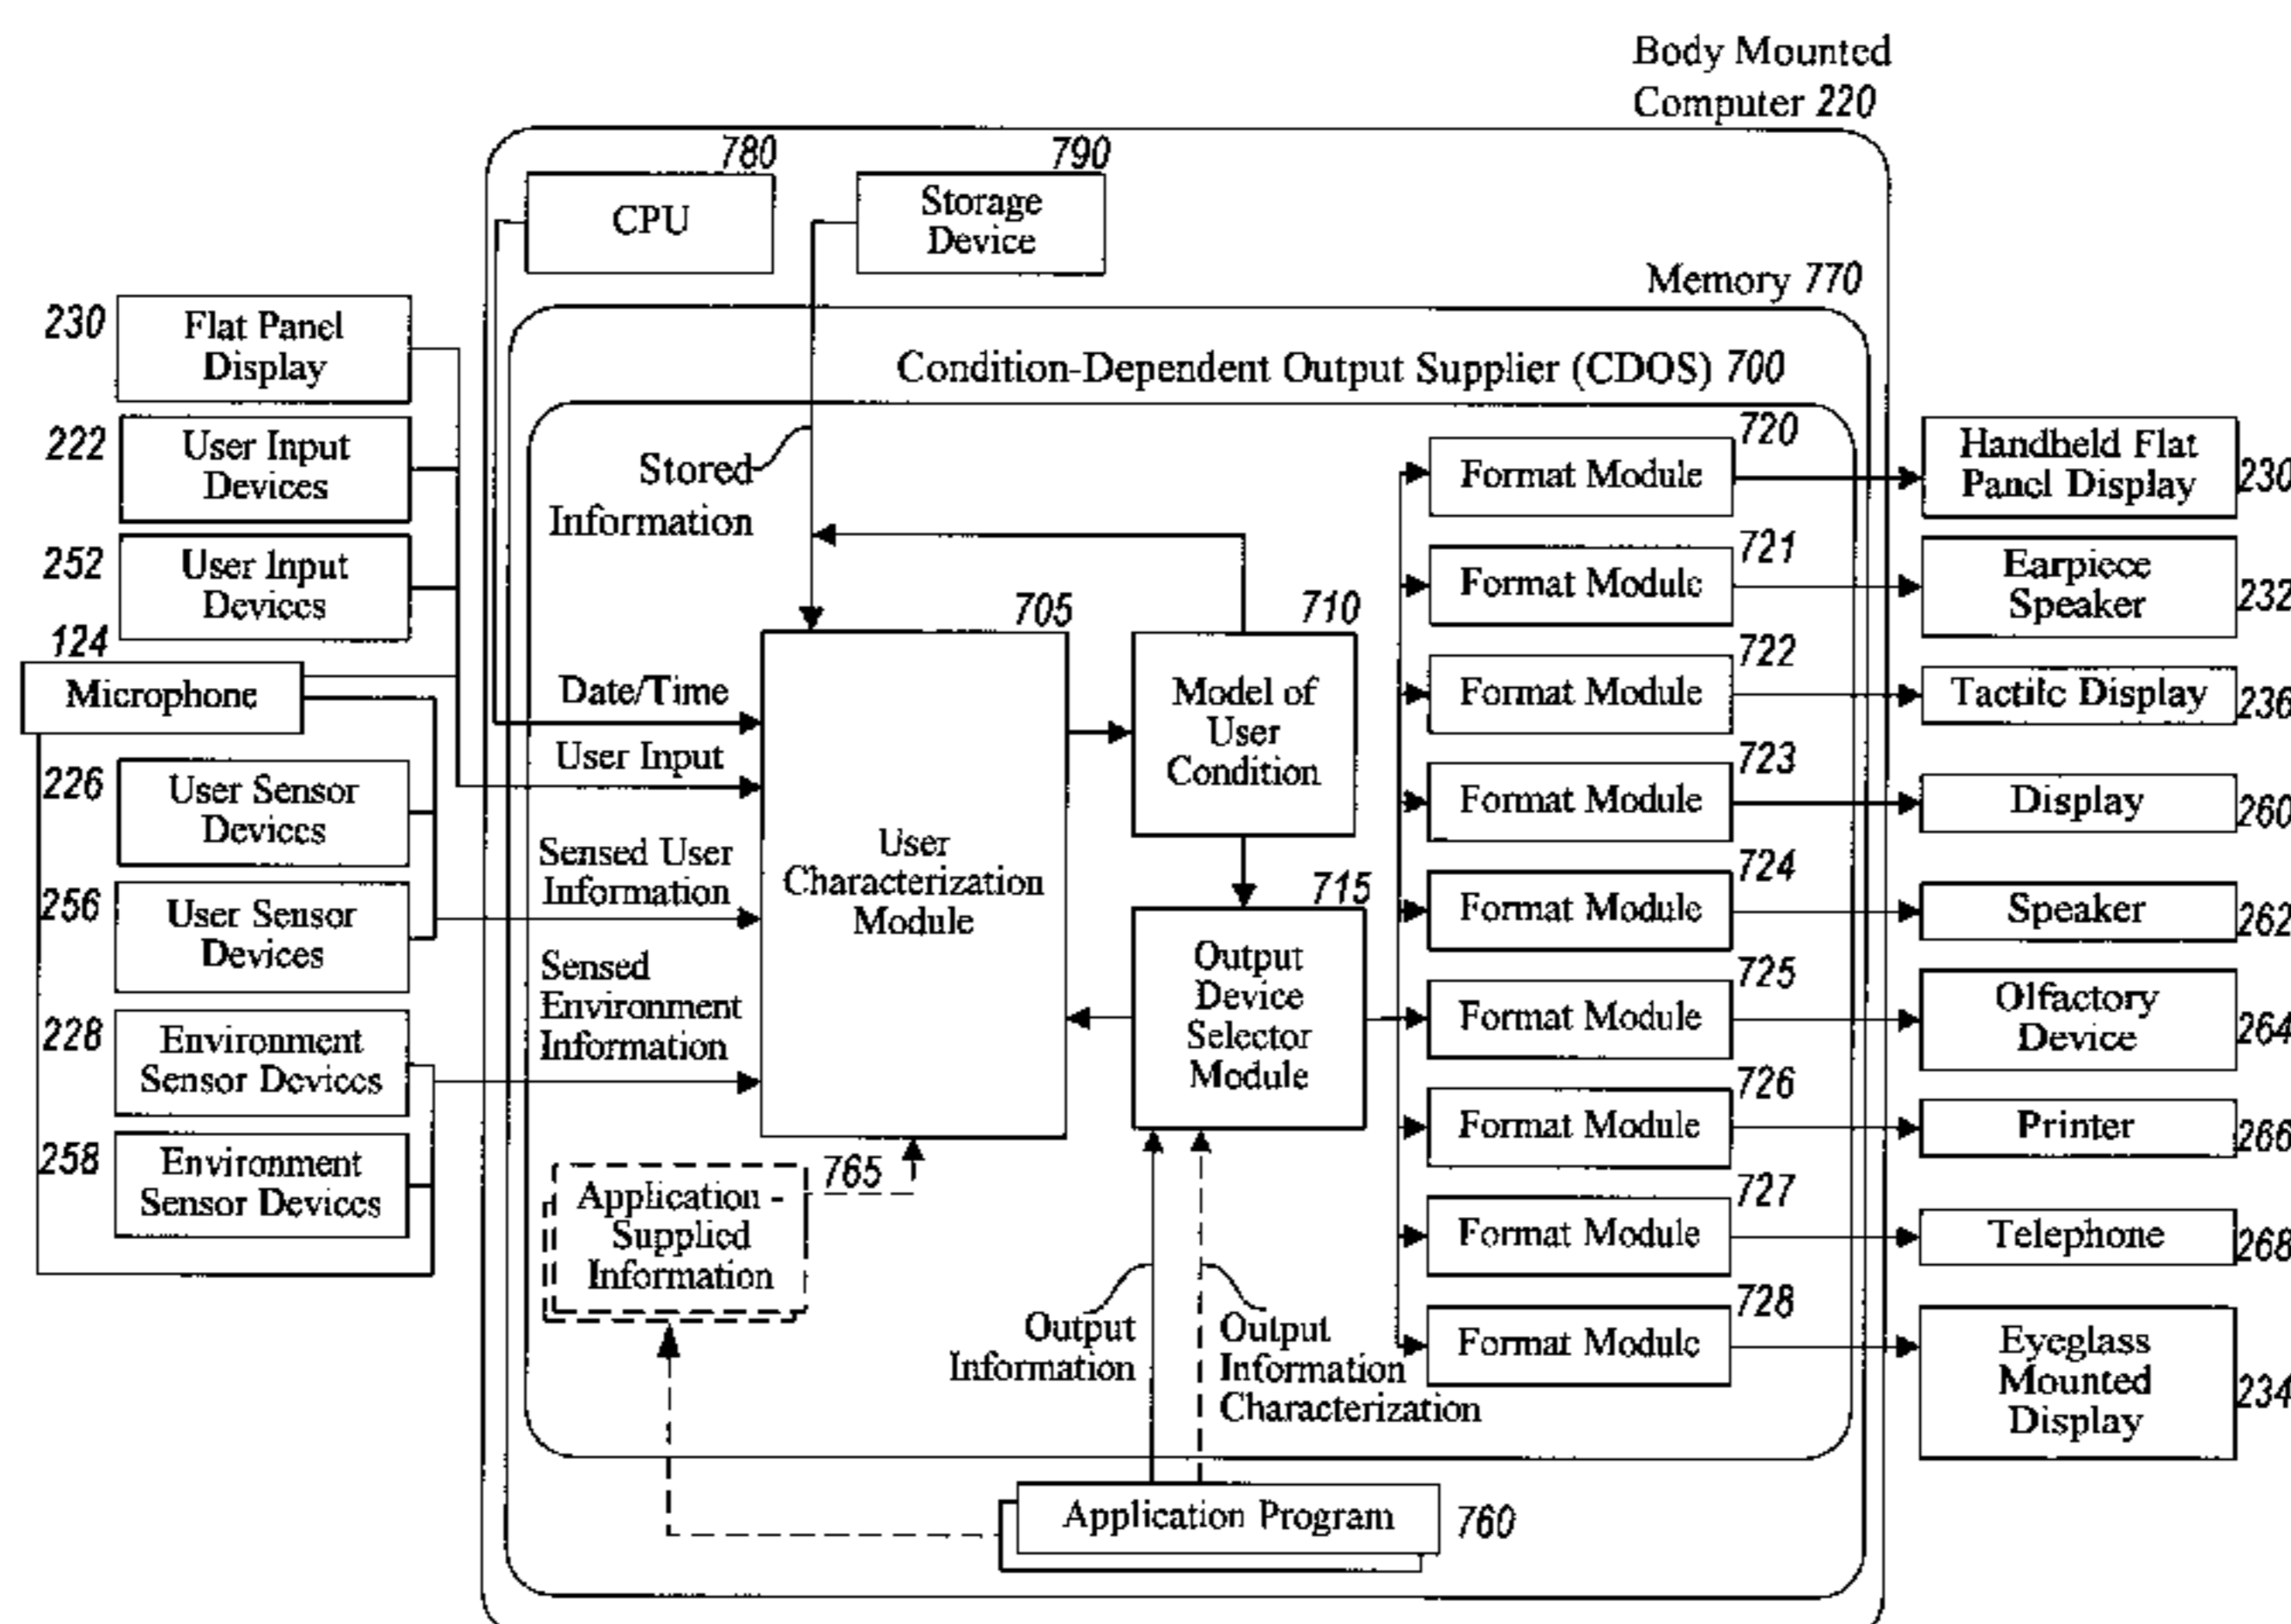 Body Mounted
Computer 220
780
790
CPU
Storage
Device
Memory 770
230
Flat Panel
Display
Condition-Dependent Output Supplier (CDOS) 700
222
User Input
Devices
252
User Input
Devices
124
Microphone
226
User Sensor
Devices
256
User Sensor
Devices
228
Environment
Sensor Devices
258
Environment
Sensor Devices
Stored
Information
Date/Time
User Input
Sensed User
Information
Sensed
Environment
Information
705
User
Characterization
Module
710
Model of
User
Condition
715
Output
Device
Selector
Module
765
Application -
Supplied
Information
Output
Information
Output
Information
Characterization
Application Program
760
720
Format Module
721
Format Module
722
Format Module
723
Format Module
724
Format Module
725
Format Module
726
Format Module
727
Format Module
728
Format Module
Handheld Flat
Panel Display
230
Earpiece
Speaker
232
Tactile Display
236
Display
260
Speaker
262
Olfactory
Device
264
Printer
266
Telephone
268
Eyeglass
Mounted
Display
234